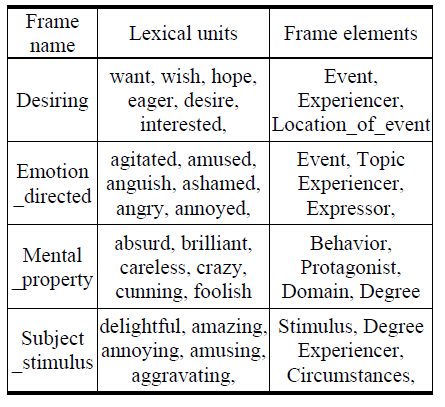 Frame name | Lexical units | Frame elements
Desiring | want, wish, hope, eager, desire, interested, | Event, Experiencer, Location_of_event
Emotion _directed | agitated, amused, anguish, ashamed, angry, annoyed, | Event, Topic Experiencer, Expressor,
Mental _property | absurd, brilliant, careless, crazy, cunning, foolish | Behavior, Protagonist, Domain, Degree
Subject _stimulus | delightful, amazing, annoying, amusing, aggravating, | Stimulus, Degree Experiencer, Circumstances,